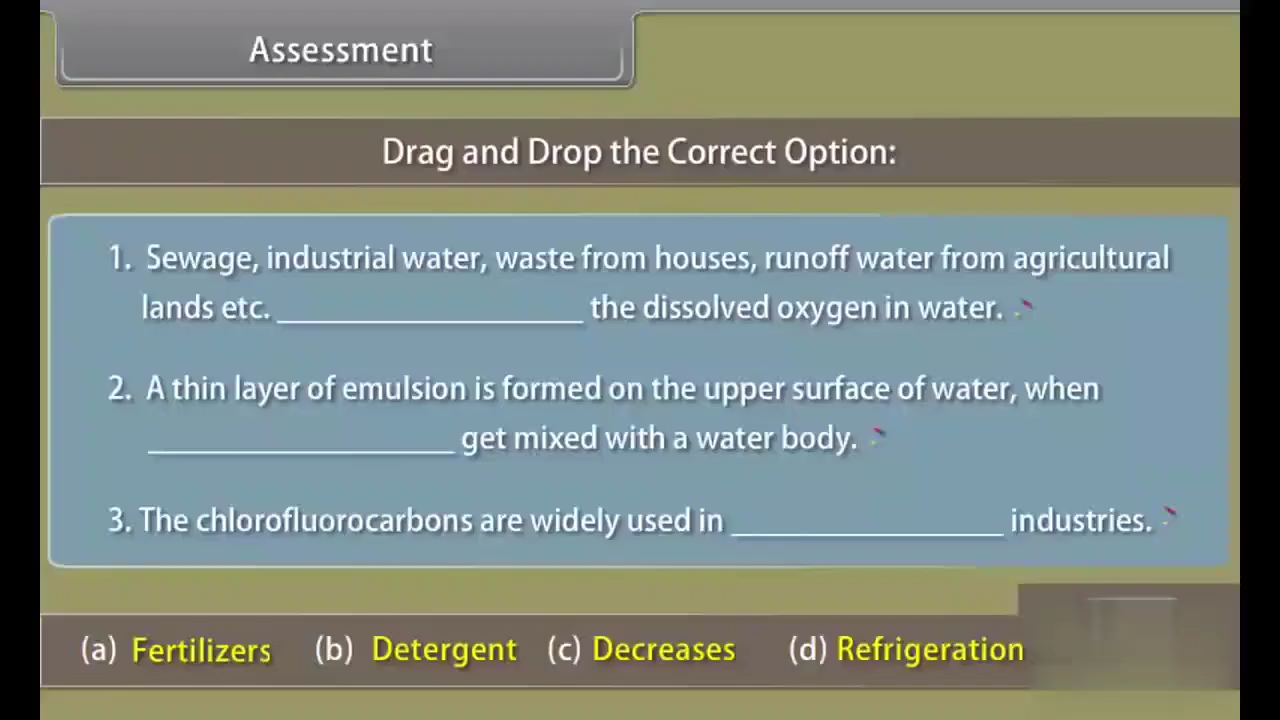 Assessment
Drag and Drop the Correct Option:
1. Sewage, industrial water, waste from houses, runoff water from agricultural
lands etc. ____________________ the dissolved oxygen in water.
2. A thin layer of emulsion is formed on the upper surface of water, when
____________________ get mixed with a water body.
3. The chlorofluorocarbons are widely used in __________________ industries.
(a) Fertilizers (b) Detergent (c) Decreases (d) Refrigeration